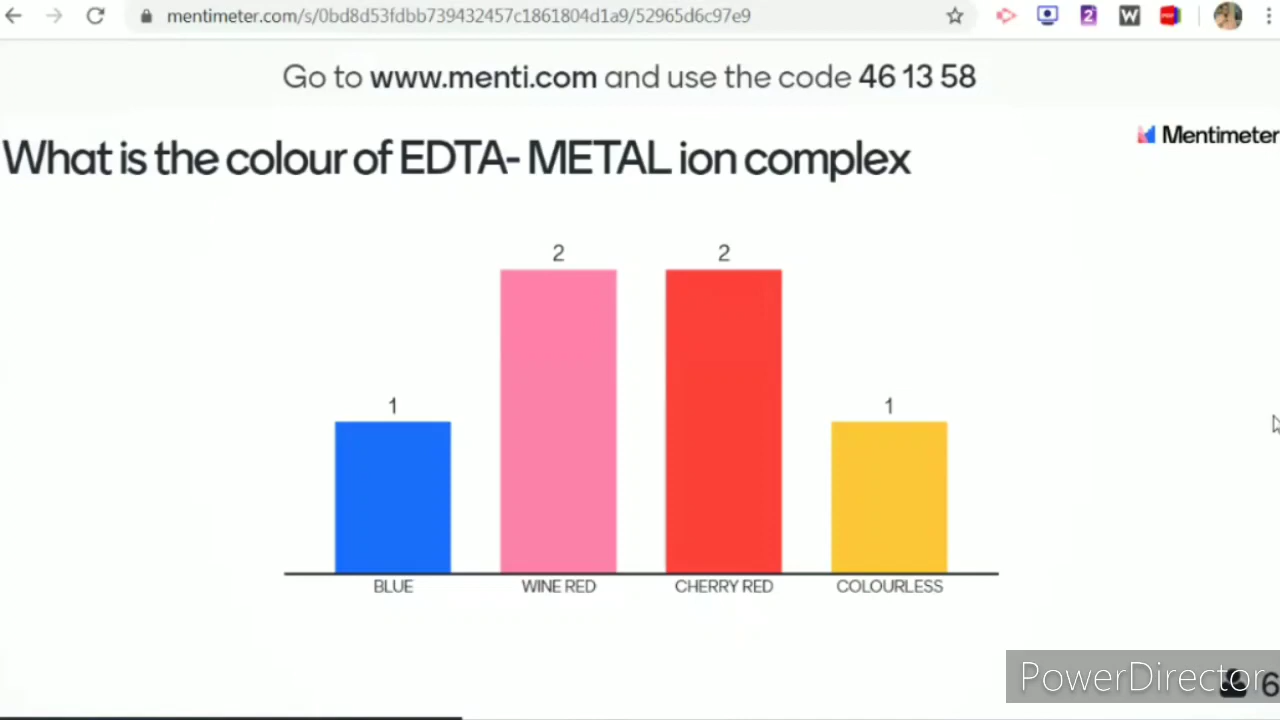 mentimeter.com/s/0bd8d53fdbb739432457c1861804d1a9/52965d6c97e9
Go to www.menti.com and use the code 46 13 58
Mentimeter
What is the colour of EDTA- METAL ion complex
2 2
1 1
BLUE WINE RED CHERRY RED COLOURLESS
PowerDirector
6